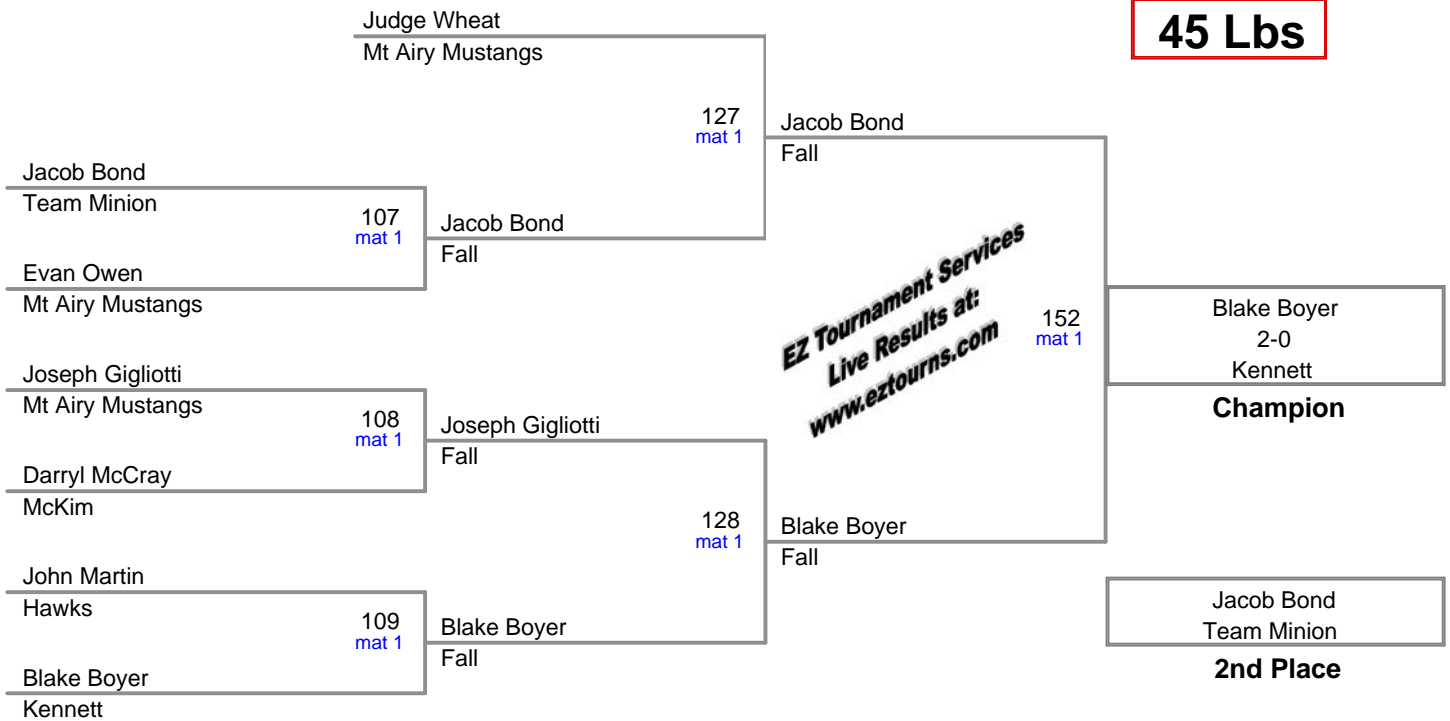 45 Lbs
Judge Wheat
Mt Airy Mustangs
127
mat 1
Jacob Bond
Fall
Jacob Bond
Team Minion
107
mat 1
Jacob Bond
Fall
Evan Owen
Mt Airy Mustangs
EZ Tournament Services
Live Results at:
www.eztourns.com
152
mat 1
Blake Boyer
2-0
Kennett
Champion
Joseph Gigliotti
Mt Airy Mustangs
108
mat 1
Joseph Gigliotti
Fall
Darryl McCray
McKim
128
mat 1
Blake Boyer
Fall
John Martin
Hawks
109
mat 1
Blake Boyer
Fall
Blake Boyer
Kennett
Jacob Bond
Team Minion
2nd Place